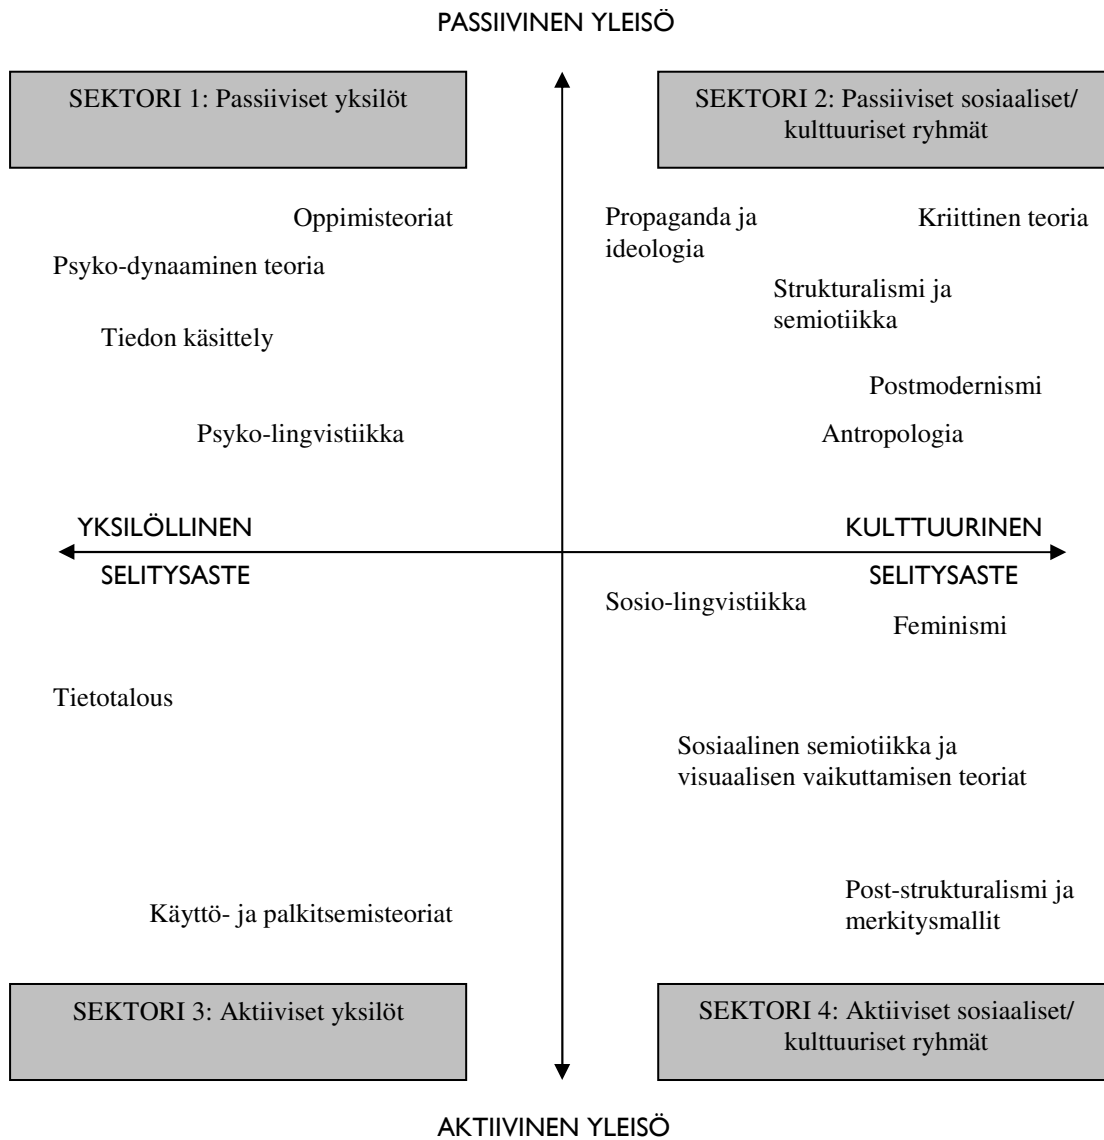 PASSIIVINEN YLEISÖ
SEKTORI 1: Passiiviset yksilöt
SEKTORI 2: Passiiviset sosiaaliset/
kulttuuriset ryhmät
Oppimisteoriat
Propaganda ja
ideologia
Kriittinen teoria
Psyko-dynaaminen teoria
Strukturalismi ja
semiotiikka
Tiedon käsittely
Postmodernismi
Psyko-lingvistiikka
Antropologia
YKSILÖLLINEN
SELITYSASTE
KULTTUURINEN
SELITYSASTE
Sosio-lingvistiikka
Feminismi
Tietotalous
Sosiaalinen semiotiikka ja
visuaalisen vaikuttamisen teoriat
Käyttö- ja palkitsemisteoriat
Post-strukturalismi ja
merkitysmallit
SEKTORI 3: Aktiiviset yksilöt
SEKTORI 4: Aktiiviset sosiaaliset/
kulttuuriset ryhmät
AKTIIVINEN YLEISÖ